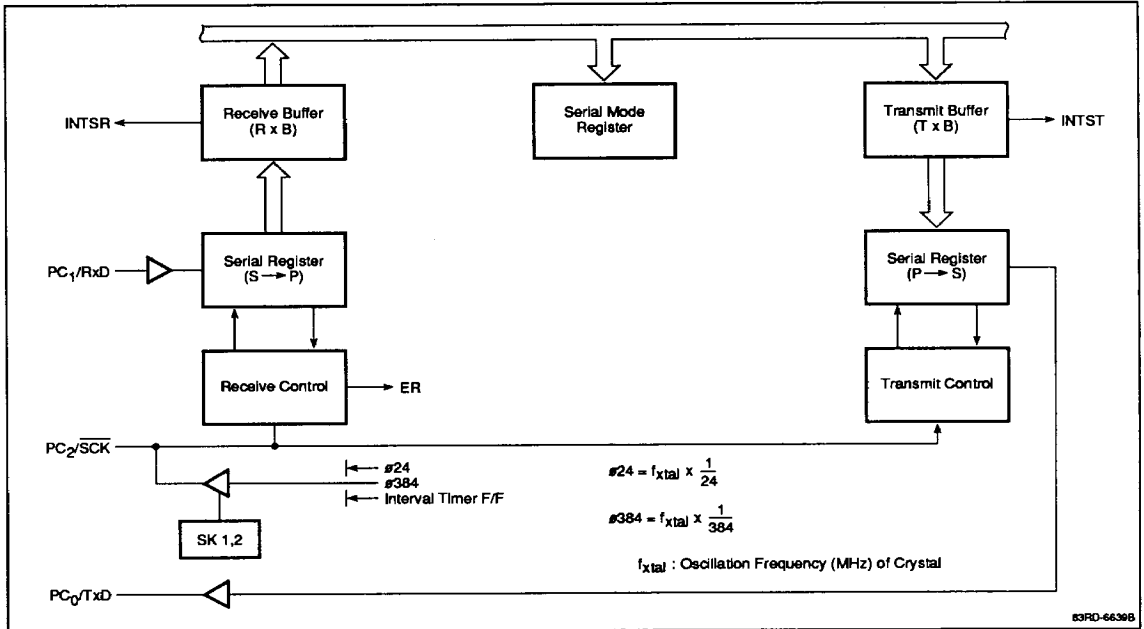 Receive Buffer
(R x B)
INTSR
Serial Mode
Register
Transmit Buffer
(T x B)
INTST
PC1/RxD
Serial Register
(S → P)
Serial Register
(P → S)
Receive Control
ER
Transmit Control
PC2/S̅C̅K̅
ø24
ø384
Interval Timer F/F
SK 1,2
ø24 = fxtal x 1/24
ø384 = fxtal x 1/384
fxtal : Oscillation Frequency (MHz) of Crystal
PC0/TxD
83RD-6639B